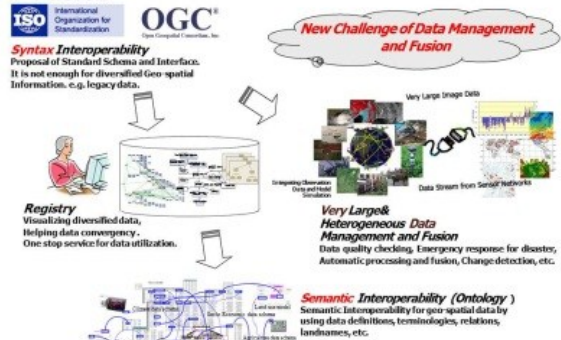 ISO
International
Organization for
Standardization
OGC®
Open Geospatial Consortium, Inc.
Syntax Interoperability
Proposal of Standard Schema and Interface.
It is not enough for diversified Geo-spatial
Information. e.g. legacy data.
New Challenge of Data Management
and Fusion
Very Large Image Data
Integrating Observation
Data and Model
Simulation
Data Stream from Sensor Networks
Registry
Visualizing diversified data,
Helping data convergency.
One stop service for data utilization.
Very Large&
Heterogeneous Data
Management and Fusion
Data quality checking, Emergency response for disaster,
Automatic processing and fusion, Change detection, etc.
Semantic Interoperability (Ontology )
Semantic Interoperability for geo-spatial data by
using data definitions, terminologies, relations,
landnames, etc.